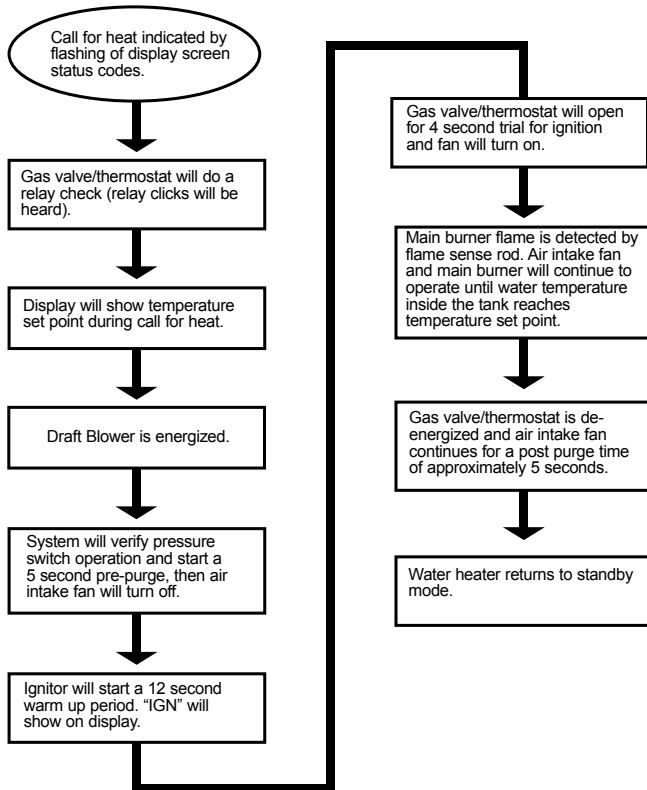 Call for heat indicated by
flashing of display screen
status codes.
Gas valve/thermostat will do a
relay check (relay clicks will be
heard).
Display will show temperature
set point during call for heat.
Draft Blower is energized.
System will verify pressure
switch operation and start a
5 second pre-purge, then air
intake fan will turn off.
Ignitor will start a 12 second
warm up period. “IGN” will
show on display.
Gas valve/thermostat will open
for 4 second trial for ignition
and fan will turn on.
Main burner flame is detected by
flame sense rod. Air intake fan
and main burner will continue to
operate until water temperature
inside the tank reaches
temperature set point.
Gas valve/thermostat is de-
energized and air intake fan
continues for a post purge time
of approximately 5 seconds.
Water heater returns to standby
mode.